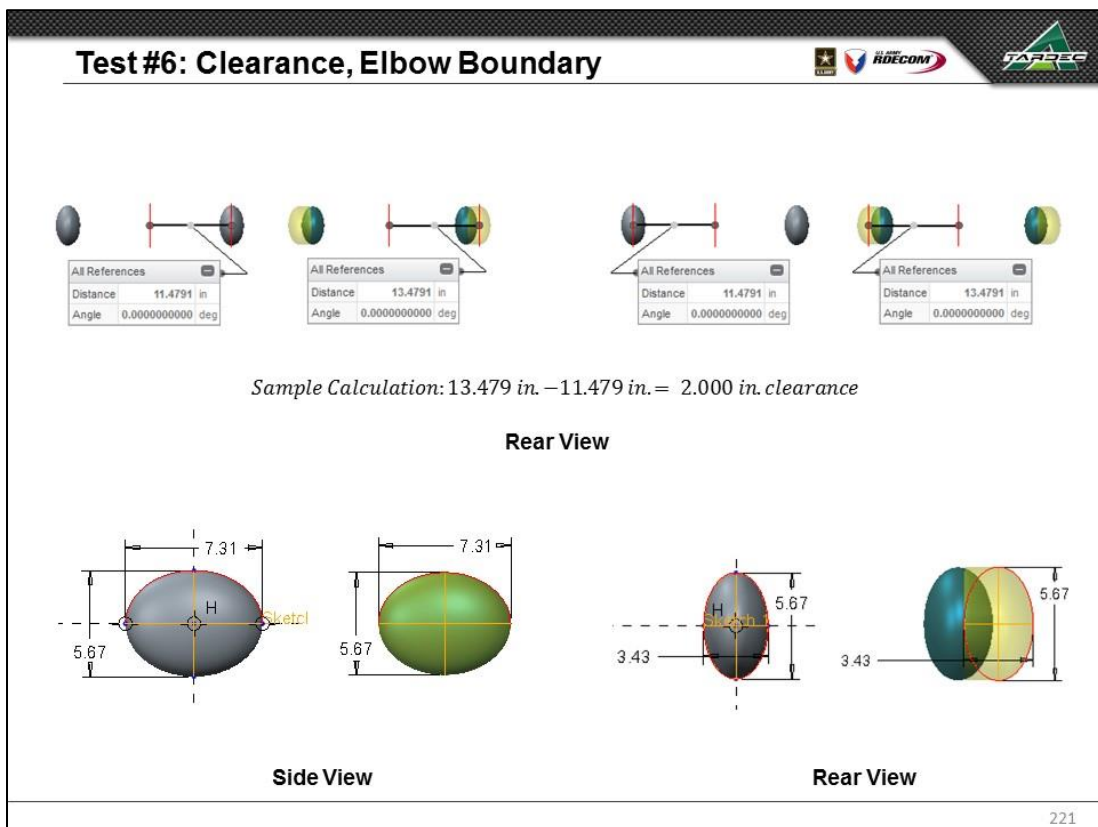 Test #6: Clearance, Elbow Boundary
U.S. ARMY
U.S. ARMY
RDECOM
TARDEC
All References
Distance 11.4791 in
Angle 0.0000000000 deg
All References
Distance 13.4791 in
Angle 0.0000000000 deg
All References
Distance 11.4791 in
Angle 0.0000000000 deg
All References
Distance 13.4791 in
Angle 0.0000000000 deg
Sample Calculation: 13.479 in. −11.479 in. = 2.000 in. clearance
Rear View
7.31
H
Sketcl
5.67
7.31
5.67
H
Sketch 1
5.67
3.43
5.67
3.43
Side View
Rear View
221